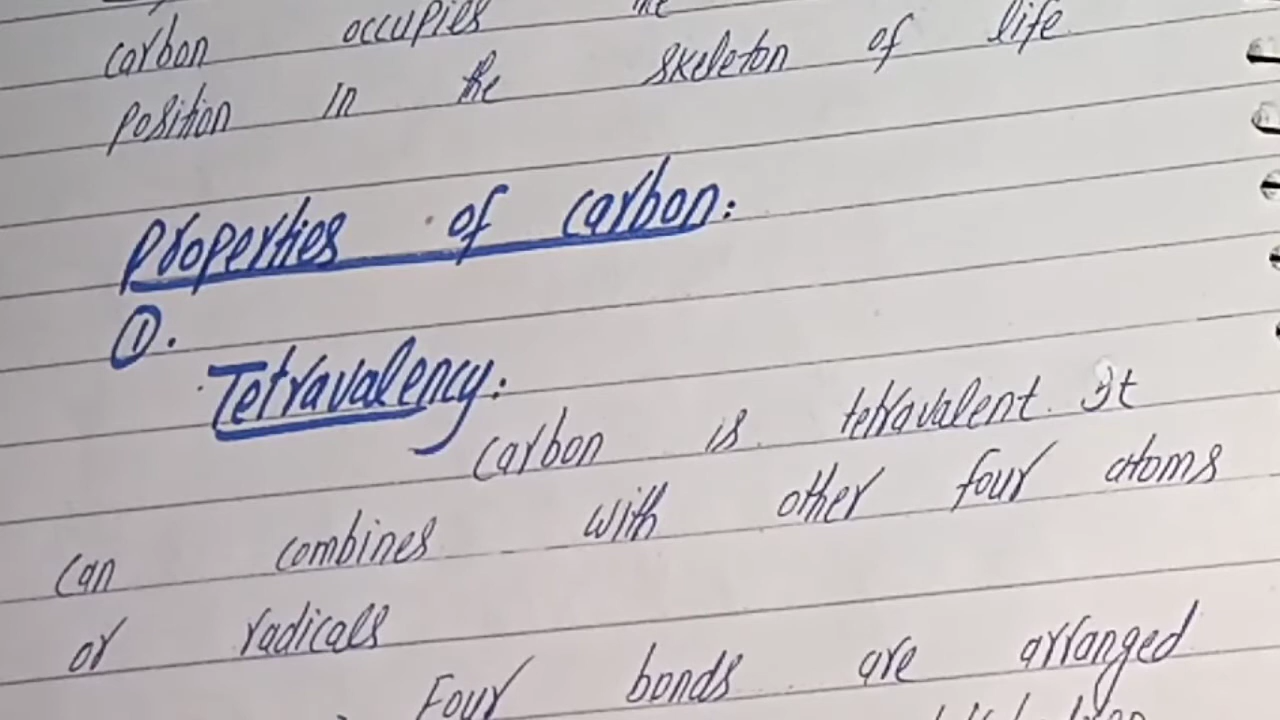 carbon occupies the
position in the skeleton of life
Properties of carbon:
①.
Tetravalency:
carbon is tetravalent. It
can combines with other four atoms
or radicals
Four bonds are arranged